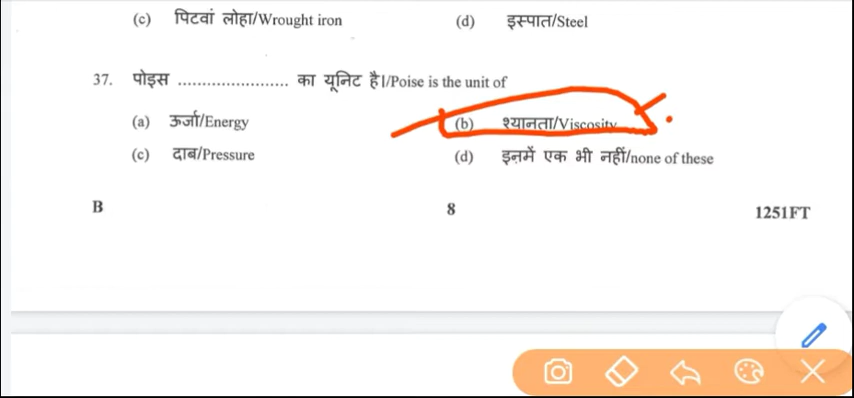 (c) पिटवां लोहा/Wrought iron (d) इस्पात/Steel
37. पोइस ........................ का यूनिट है।/Poise is the unit of
(a) ऊर्जा/Energy (b) श्यानता/Viscosity
(c) दाब/Pressure (d) इनमें एक भी नहीं/none of these
B 8 1251FT